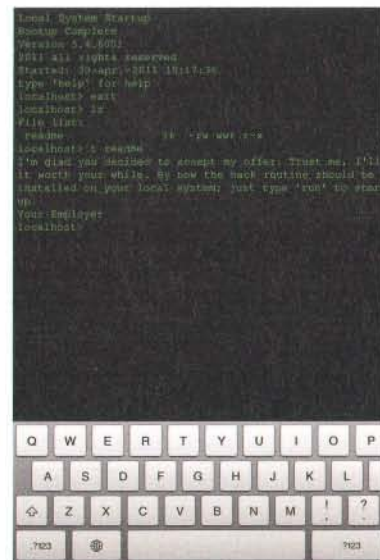 Local System Startup
Bootup Complete
Version 5.4.6001
2011 all rights reserved
Started: 30-apr.-2011 15:17:36
type 'help' for help
localhost> exit
localhost> ls
File list:
readme 1k -rw-wwr.r-x
localhost> t readme
I'm glad you decided to accept my offer. Trust me, I'll
it worth your while. By now the hack routine should be
installed on your local system; just type 'run' to star
up.
Your Employer
localhost>
Q W E R T Y U I O P
A S D F G H J K L
Z X C V B N M ! ?
.?123 ?123